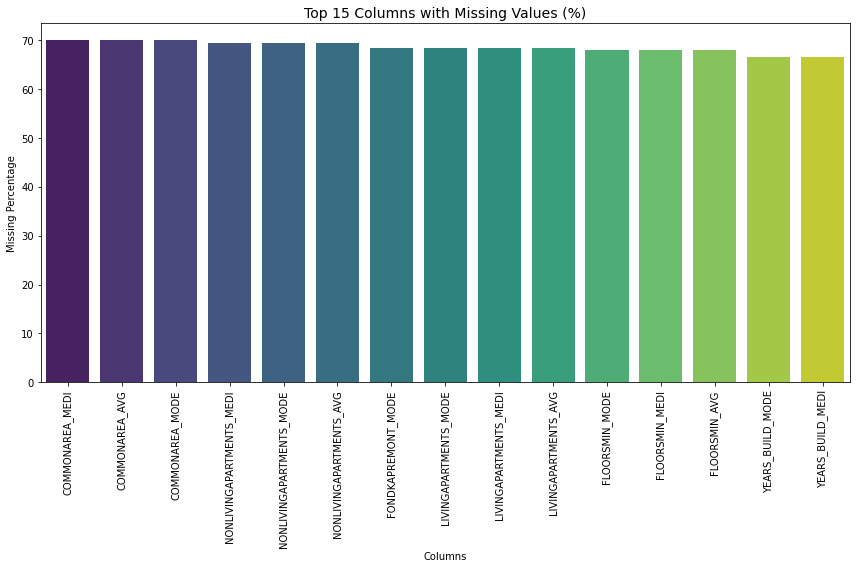 Top 15 Columns with Missing Values (%)
Missing Percentage
70
60
50
40
30
20
10
0
COMMONAREA_MEDI
COMMONAREA_AVG
COMMONAREA_MODE
NONLIVINGAPARTMENTS_MEDI
NONLIVINGAPARTMENTS_MODE
NONLIVINGAPARTMENTS_AVG
FONDKAPREMONT_MODE
LIVINGAPARTMENTS_MODE
LIVINGAPARTMENTS_MEDI
LIVINGAPARTMENTS_AVG
FLOORSMIN_MODE
FLOORSMIN_MEDI
FLOORSMIN_AVG
YEARS_BUILD_MODE
YEARS_BUILD_MEDI
Columns